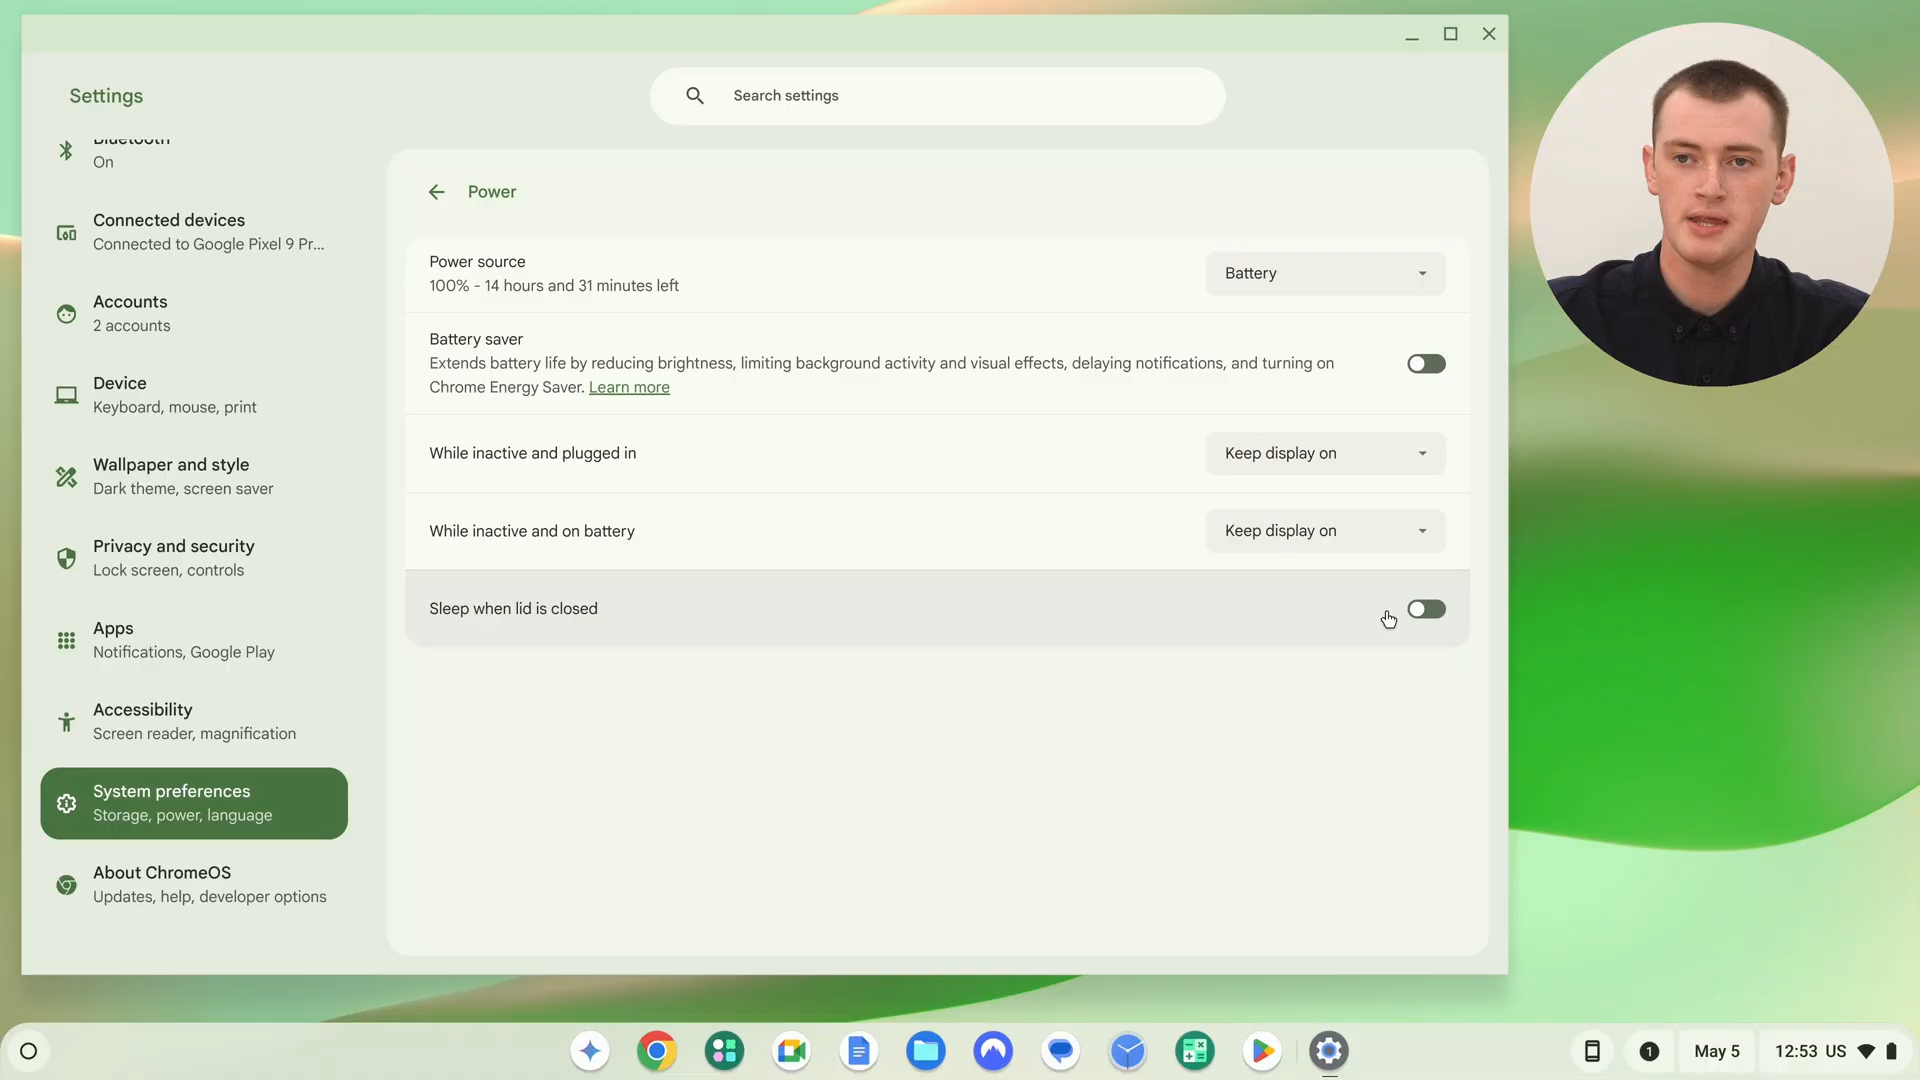 Settings
Search settings
Bluetooth
On
Connected devices
Connected to Google Pixel 9 Pr...
Accounts
2 accounts
Device
Keyboard, mouse, print
Wallpaper and style
Dark theme, screen saver
Privacy and security
Lock screen, controls
Apps
Notifications, Google Play
Accessibility
Screen reader, magnification
System preferences
Storage, power, language
About ChromeOS
Updates, help, developer options
Power
Power source
100% - 14 hours and 31 minutes left
Battery
Battery saver
Extends battery life by reducing brightness, limiting background activity and visual effects, delaying notifications, and turning on
Chrome Energy Saver. Learn more
While inactive and plugged in
Keep display on
While inactive and on battery
Keep display on
Sleep when lid is closed
1
May 5
12:53 US